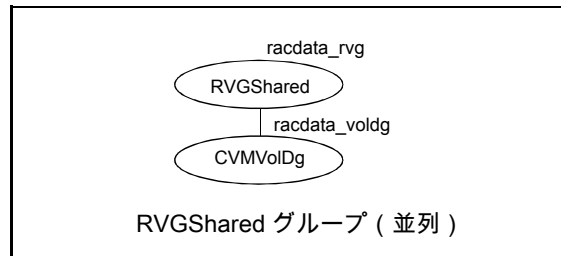 racdata_rvg
RVGShared
racdata_voldg
CVMVolDg
RVGShared グループ ( 並列 )